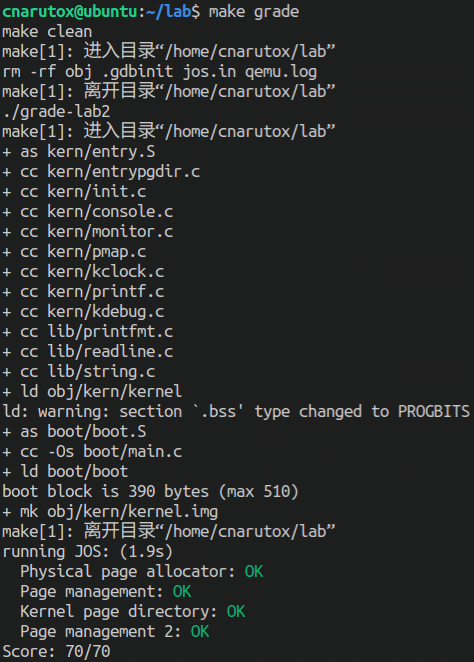 cnarutox@ubuntu:~/lab$ make grade
make clean
make[1]: 进入目录“/home/cnarutox/lab”
rm -rf obj .gdbinit jos.in qemu.log
make[1]: 离开目录“/home/cnarutox/lab”
./grade-lab2
make[1]: 进入目录“/home/cnarutox/lab”
+ as kern/entry.S
+ cc kern/entrypgdir.c
+ cc kern/init.c
+ cc kern/console.c
+ cc kern/monitor.c
+ cc kern/pmap.c
+ cc kern/kclock.c
+ cc kern/printf.c
+ cc kern/kdebug.c
+ cc lib/printfmt.c
+ cc lib/readline.c
+ cc lib/string.c
+ ld obj/kern/kernel
ld: warning: section `.bss' type changed to PROGBITS
+ as boot/boot.S
+ cc -Os boot/main.c
+ ld boot/boot
boot block is 390 bytes (max 510)
+ mk obj/kern/kernel.img
make[1]: 离开目录“/home/cnarutox/lab”
running JOS: (1.9s)
  Physical page allocator: OK
  Page management: OK
  Kernel page directory: OK
  Page management 2: OK
Score: 70/70